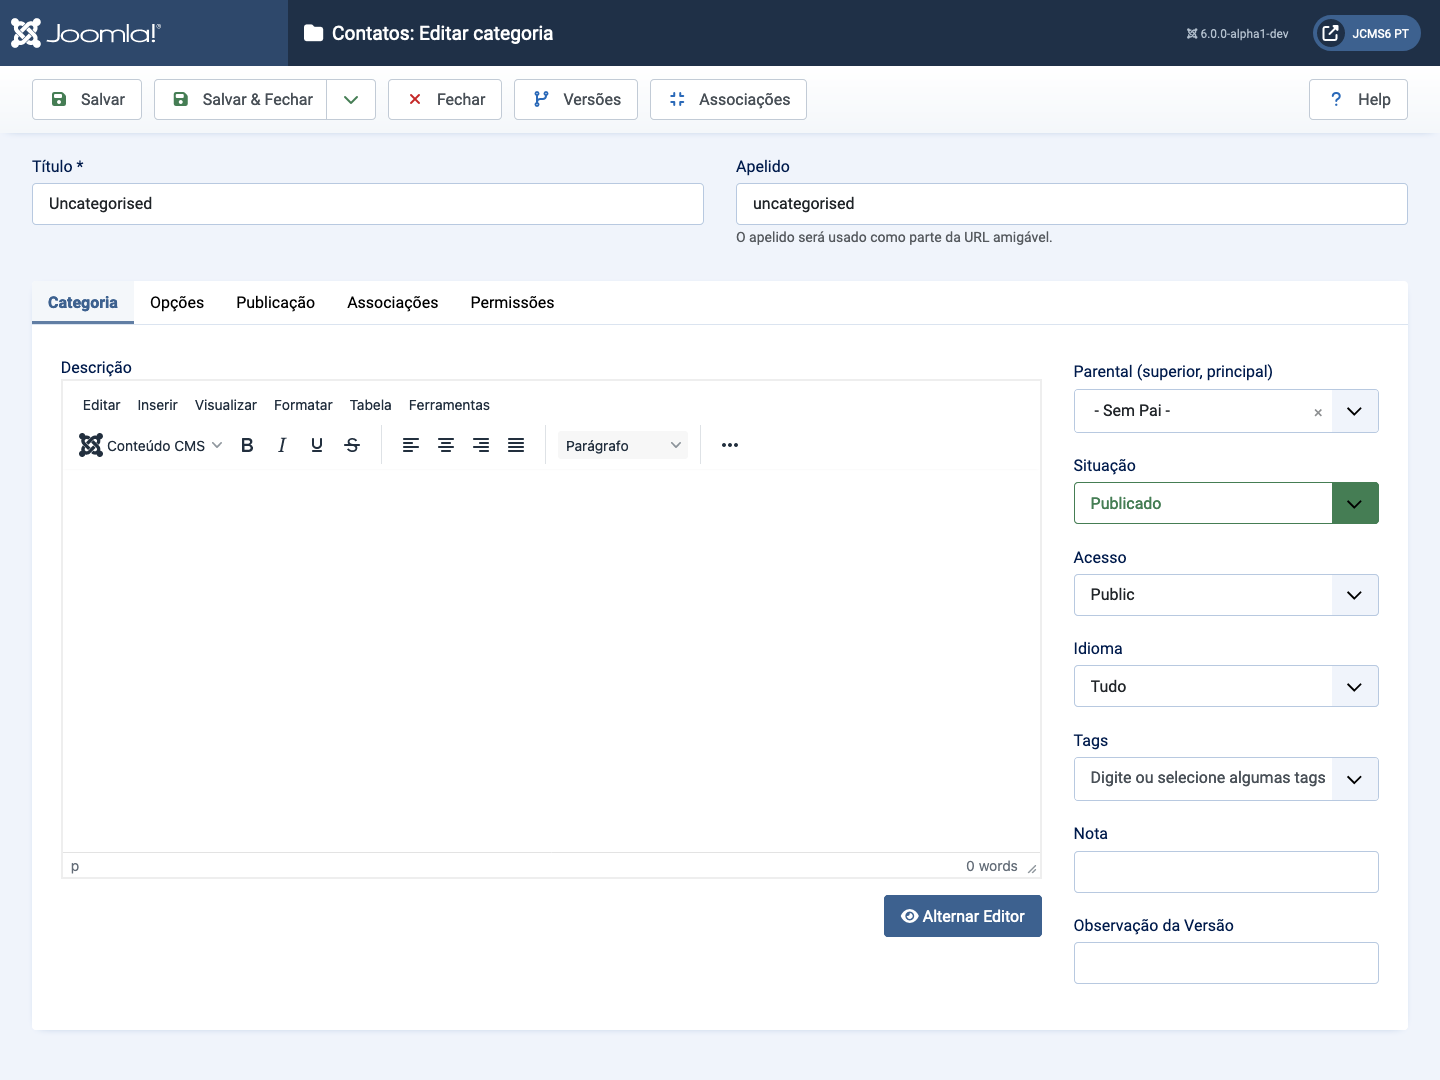 Joomla!®
Contatos: Editar categoria
6.0.0-alpha1-dev
JCMS6 PT
Salvar
Salvar & Fechar
Fechar
Versões
Associações
? Help
Título *
Uncategorised
Apelido
uncategorised
O apelido será usado como parte da URL amigável.
Categoria
Opções
Publicação
Associações
Permissões
Descrição
Editar
Inserir
Visualizar
Formatar
Tabela
Ferramentas
Conteúdo CMS
B
I
U
S
Parágrafo
p
0 words
Alternar Editor
Parental (superior, principal)
- Sem Pai -
×
Situação
Publicado
Acesso
Public
Idioma
Tudo
Tags
Digite ou selecione algumas tags
Nota
Observação da Versão